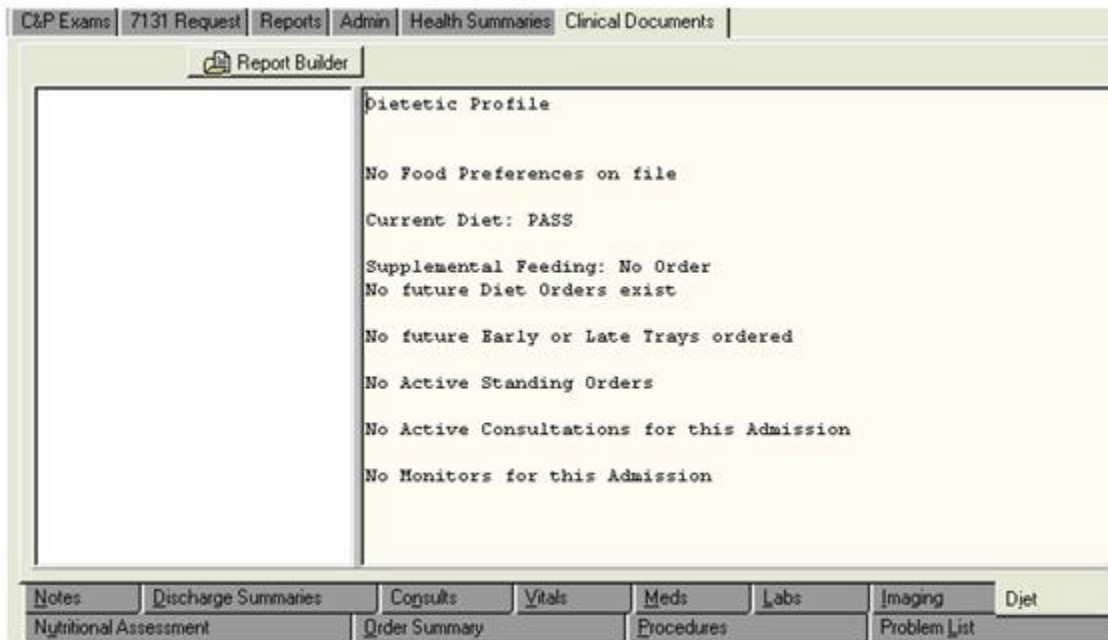 C&P Exams 7131 Request Reports Admin Health Summaries Clinical Documents
Report Builder
Dietetic Profile
No Food Preferences on file
Current Diet: PASS
Supplemental Feeding: No Order
No future Diet Orders exist
No future Early or Late Trays ordered
No Active Standing Orders
No Active Consultations for this Admission
No Monitors for this Admission
Notes Discharge Summaries Consults Vitals Meds Labs Imaging Diet
Nutritional Assessment Order Summary Procedures Problem List